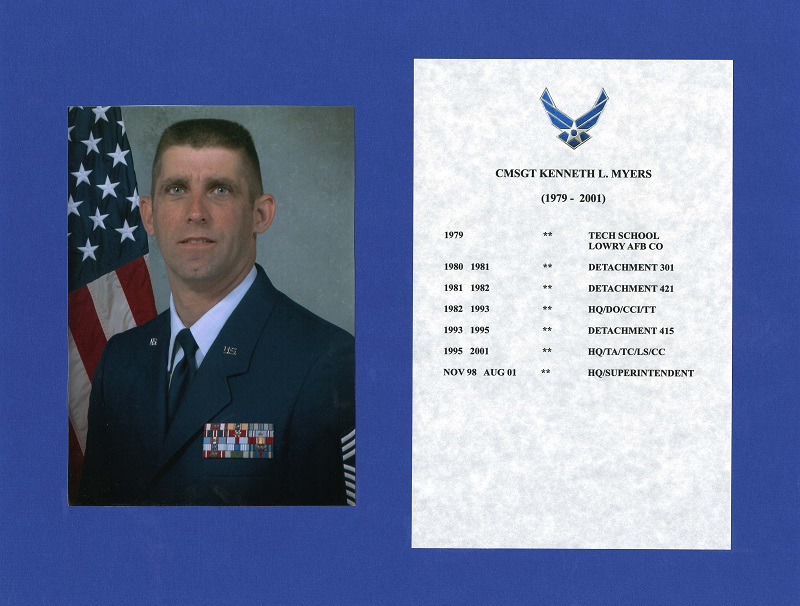 U.S.
CMSGT KENNETH L. MYERS
(1979 - 2001)
1979 ** TECH SCHOOL
LOWRY AFB CO
1980 1981 ** DETACHMENT 301
1981 1982 ** DETACHMENT 421
1982 1993 ** HQ/DO/CCI/TT
1993 1995 ** DETACHMENT 415
1995 2001 ** HQ/TA/TC/LS/CC
NOV 98 AUG 01 ** HQ/SUPERINTENDENT